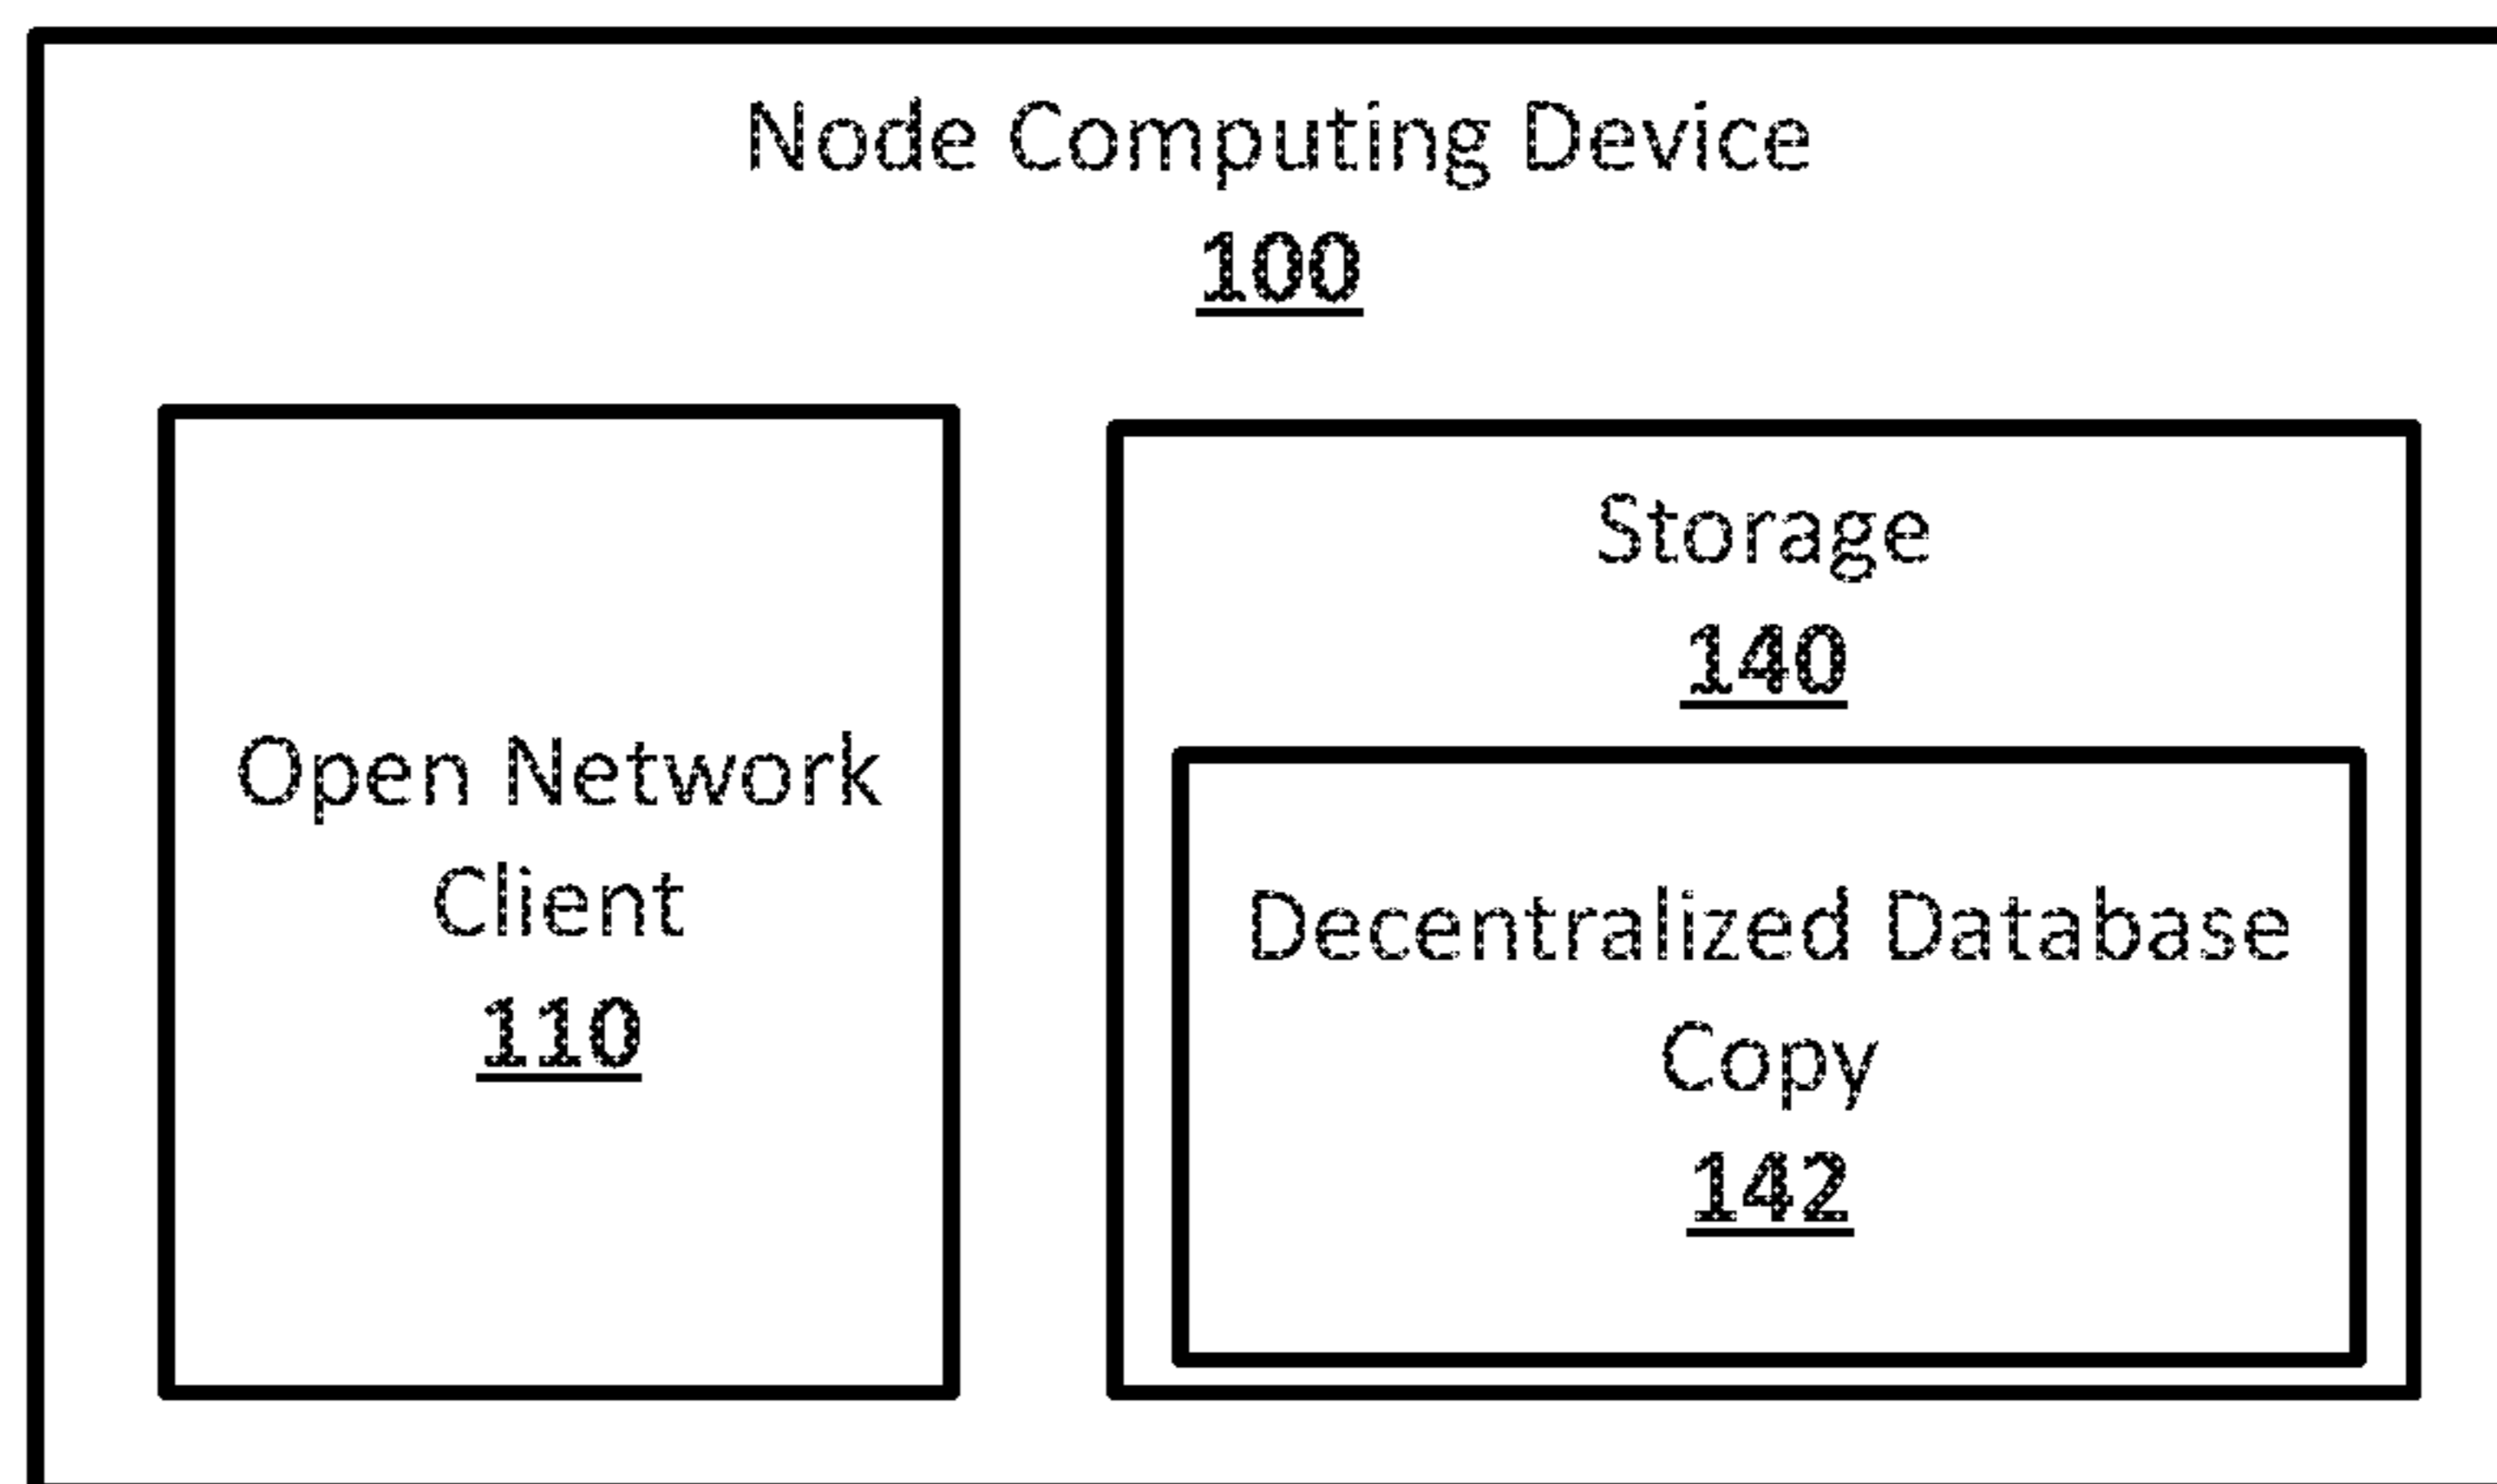 Node Computing Device
100
Open Network
Client
110
Storage
140
Decentralized Database
Copy
142